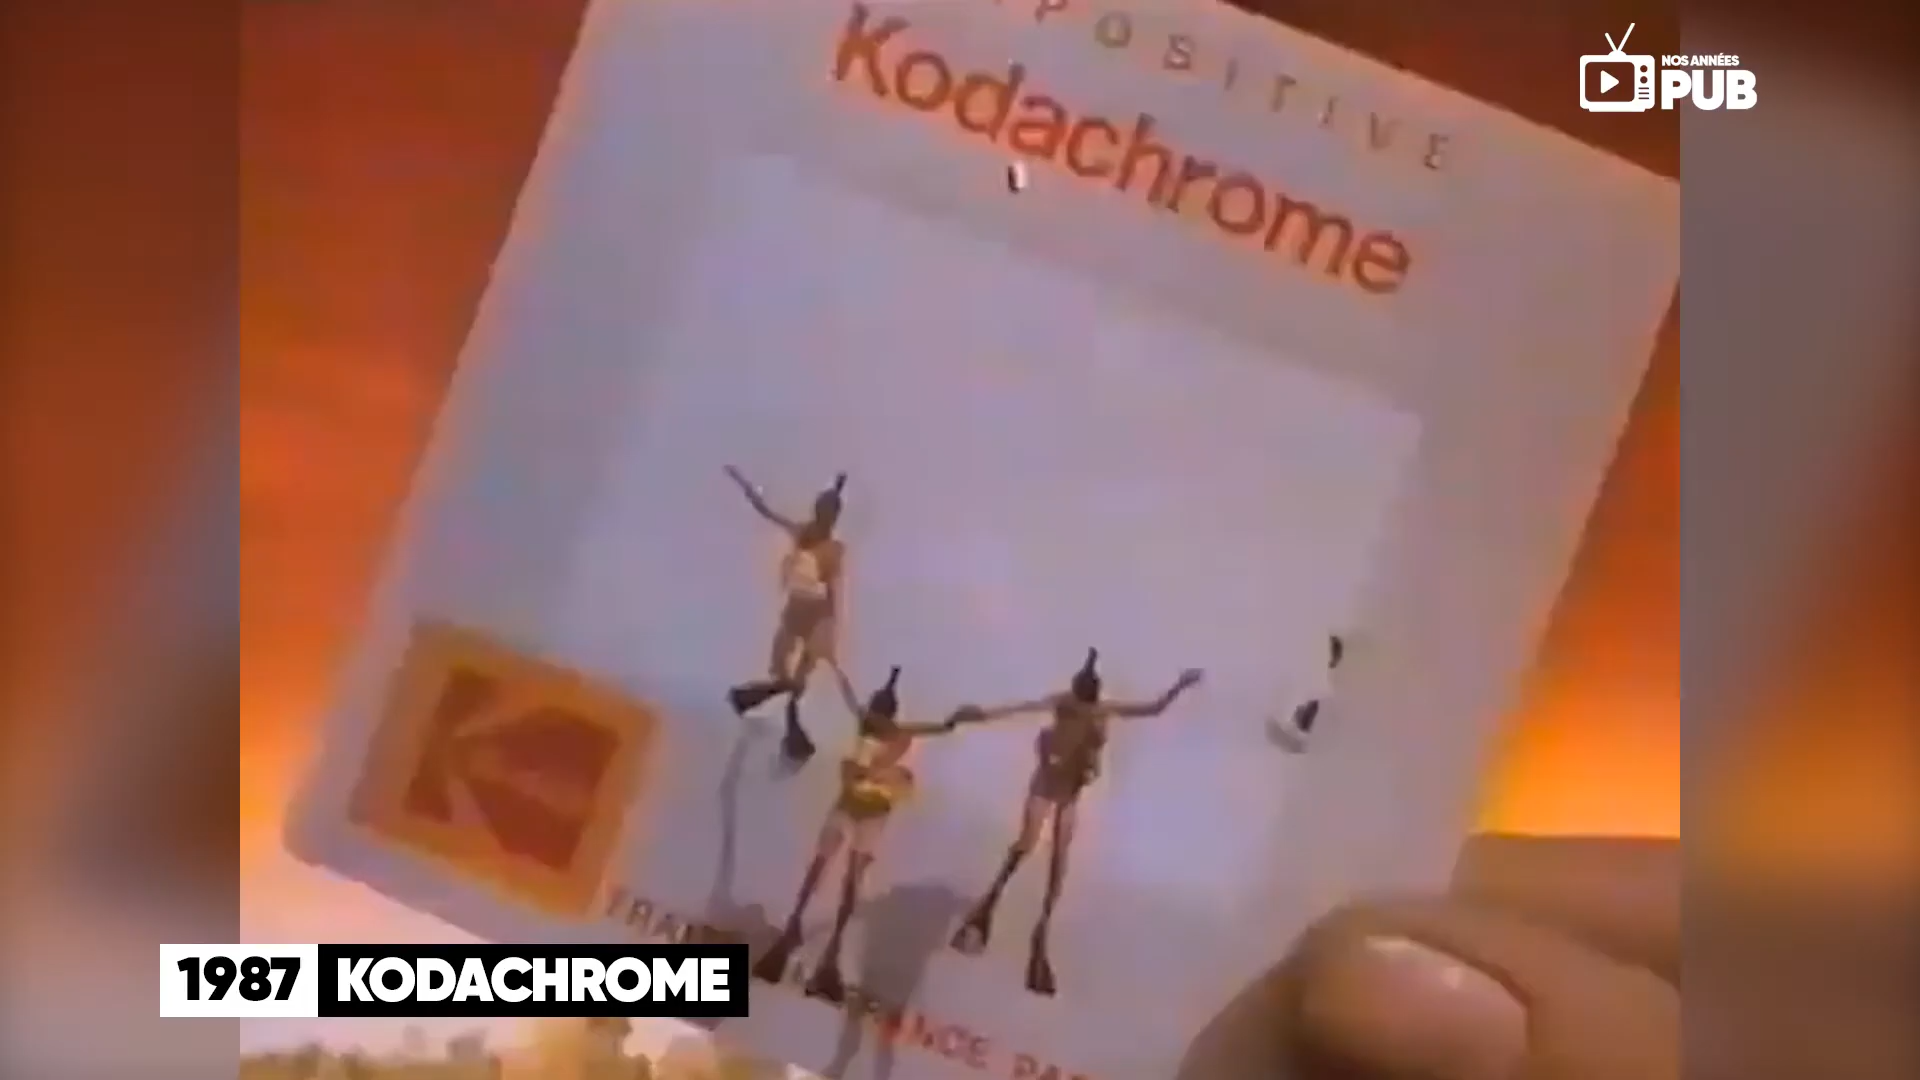 POSITIVE
Kodachrome
NOS ANNÉES
PUB
K
1987 KODACHROME